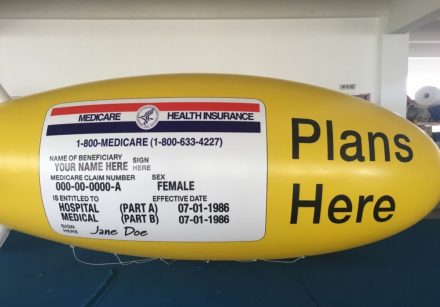 MEDICARE HEALTH INSURANCE
1-800-MEDICARE (1-800-633-4227)
NAME OF BENEFICIARY
YOUR NAME HERE SIGN HERE
MEDICARE CLAIM NUMBER SEX
000-00-0000-A FEMALE
IS ENTITLED TO EFFECTIVE DATE
HOSPITAL (PART A) 07-01-1986
MEDICAL (PART B) 07-01-1986
SIGN HERE Jane Doe
Plans
Here